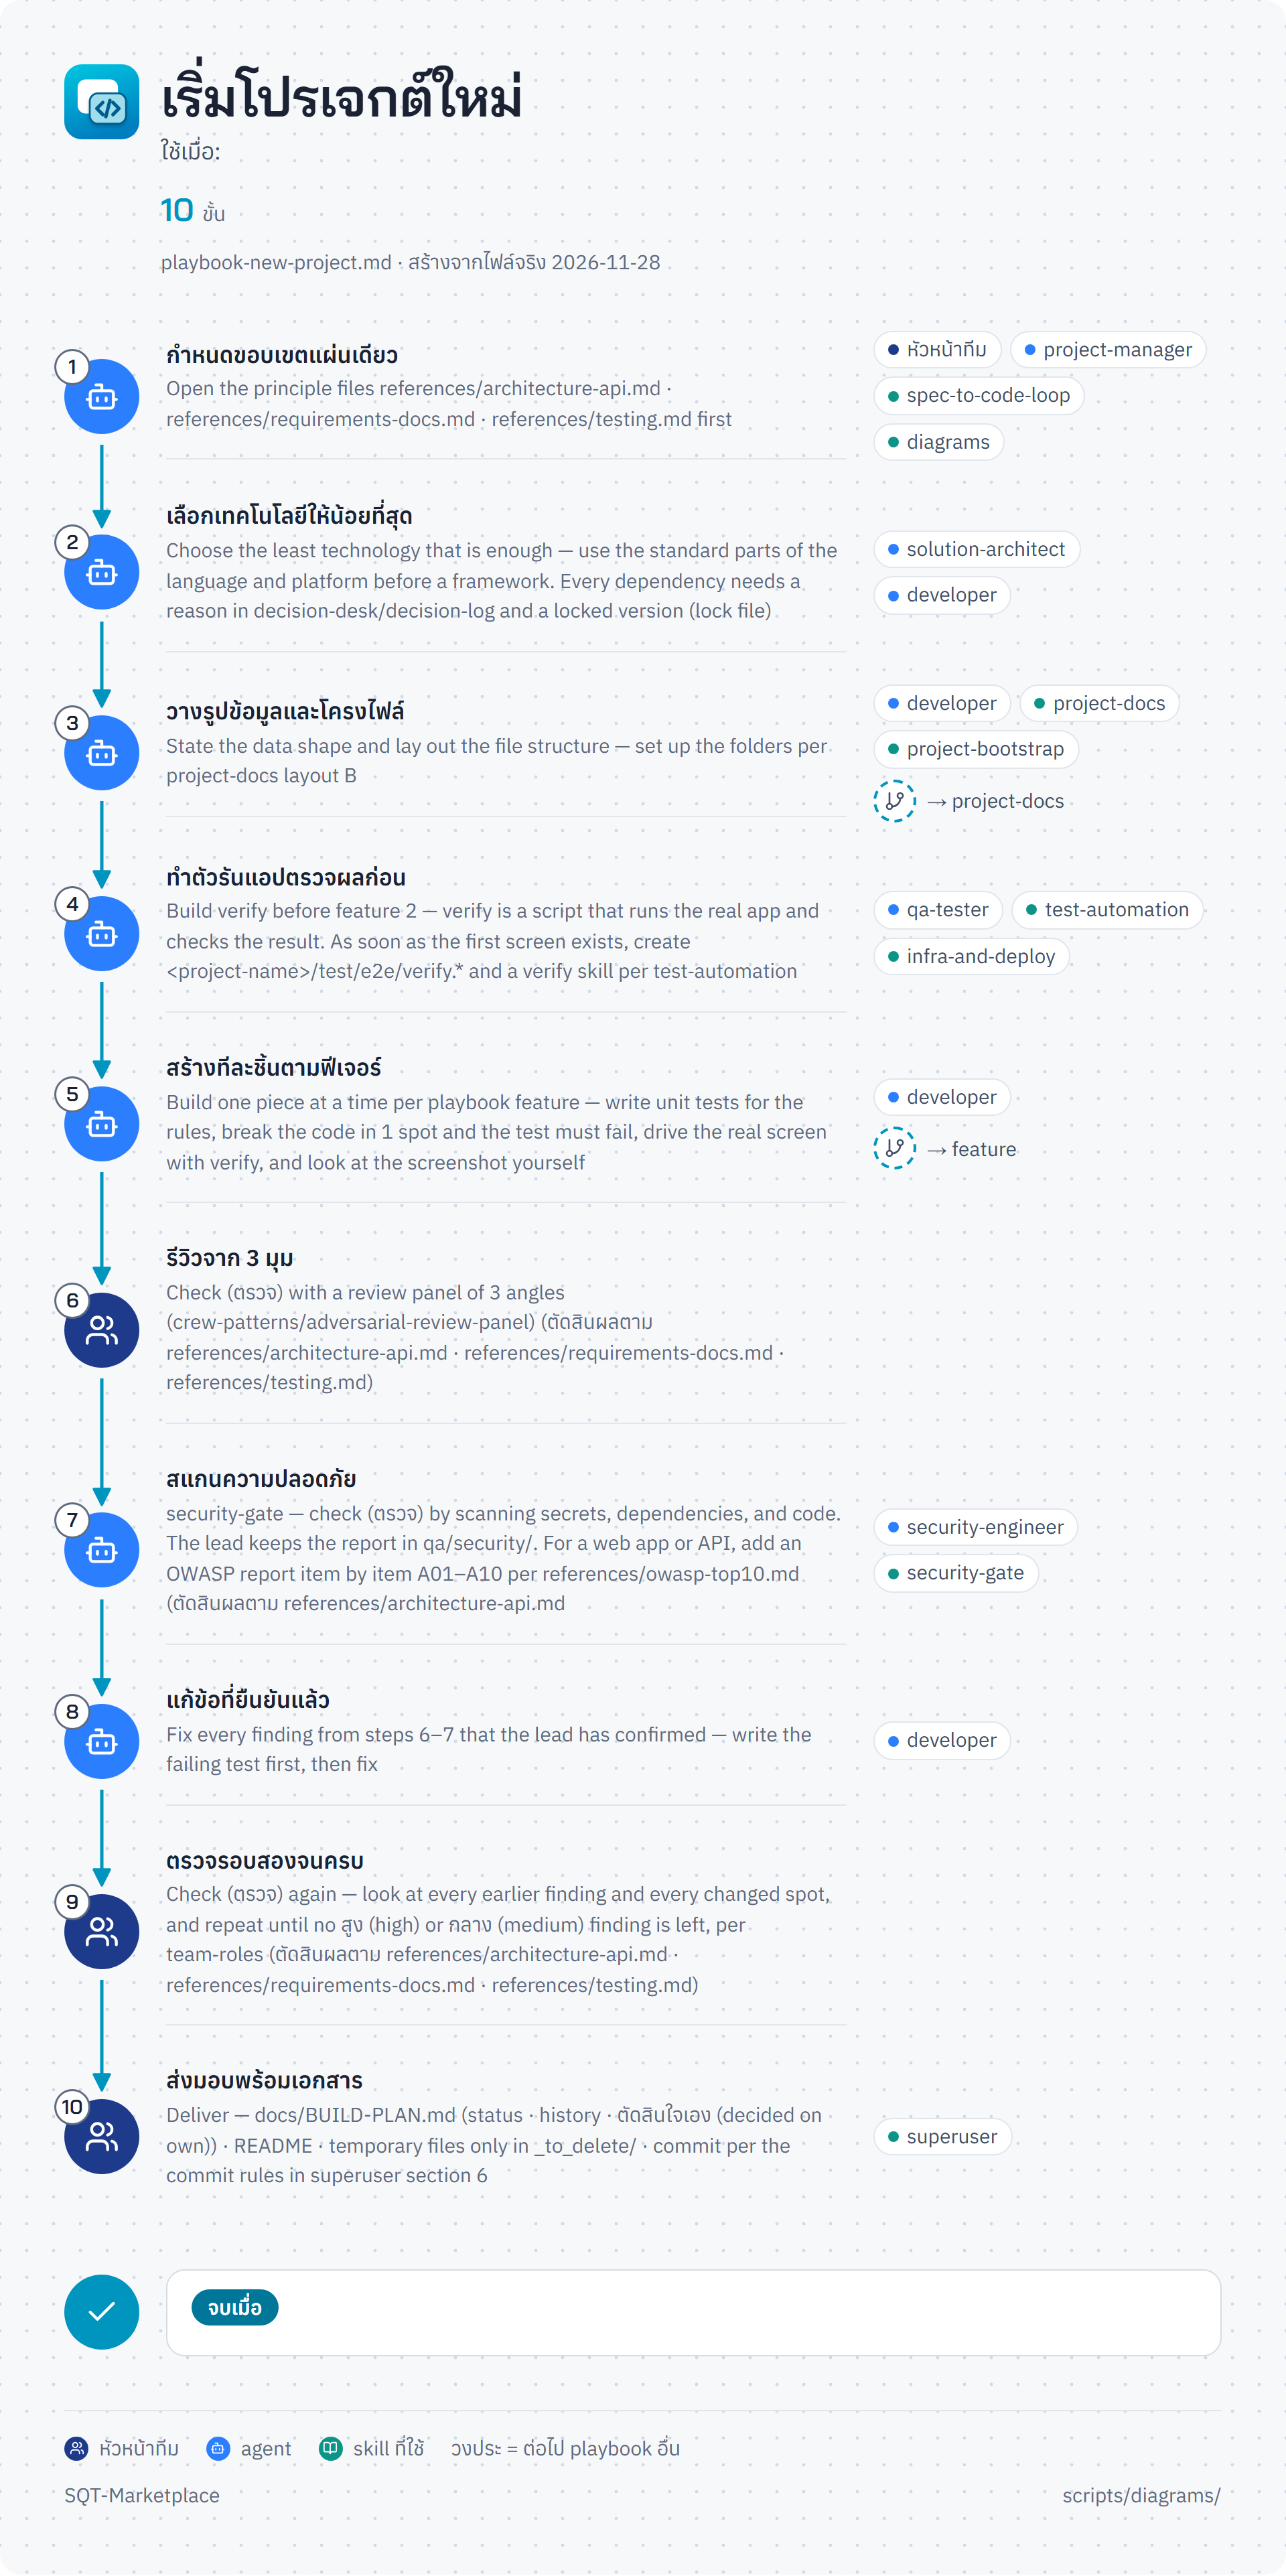 เริ่มโปรเจกต์ใหม่
ใช้เมื่อ:
10 ขั้น
playbook-new-project.md · สร้างจากไฟล์จริง 2026-11-28
1
กำหนดขอบเขตแผ่นเดียว
Open the principle files references/architecture-api.md ·
references/requirements-docs.md · references/testing.md first
หัวหน้าทีม
project-manager
spec-to-code-loop
diagrams
2
เลือกเทคโนโลยีให้น้อยที่สุด
Choose the least technology that is enough — use the standard parts of the
language and platform before a framework. Every dependency needs a
reason in decision-desk/decision-log and a locked version (lock file)
solution-architect
developer
3
วางรูปข้อมูลและโครงไฟล์
State the data shape and lay out the file structure — set up the folders per
project-docs layout B
developer
project-docs
project-bootstrap
→ project-docs
4
ทำตัวรันแอปตรวจผลก่อน
Build verify before feature 2 — verify is a script that runs the real app and
checks the result. As soon as the first screen exists, create
<project-name>/test/e2e/verify.* and a verify skill per test-automation
qa-tester
test-automation
infra-and-deploy
5
สร้างทีละชิ้นตามฟีเจอร์
Build one piece at a time per playbook feature — write unit tests for the
rules, break the code in 1 spot and the test must fail, drive the real screen
with verify, and look at the screenshot yourself
developer
→ feature
6
รีวิวจาก 3 มุม
Check (ตรวจ) with a review panel of 3 angles
(crew-patterns/adversarial-review-panel) (ตัดสินผลตาม
references/architecture-api.md · references/requirements-docs.md ·
references/testing.md)
7
สแกนความปลอดภัย
security-gate — check (ตรวจ) by scanning secrets, dependencies, and code.
The lead keeps the report in qa/security/. For a web app or API, add an
OWASP report item by item A01–A10 per references/owasp-top10.md
(ตัดสินผลตาม references/architecture-api.md
security-engineer
security-gate
8
แก้ข้อที่ยืนยันแล้ว
Fix every finding from steps 6–7 that the lead has confirmed — write the
failing test first, then fix
developer
9
ตรวจรอบสองจนครบ
Check (ตรวจ) again — look at every earlier finding and every changed spot,
and repeat until no สูง (high) or กลาง (medium) finding is left, per
team-roles (ตัดสินผลตาม references/architecture-api.md ·
references/requirements-docs.md · references/testing.md)
10
ส่งมอบพร้อมเอกสาร
Deliver — docs/BUILD-PLAN.md (status · history · ตัดสินใจเอง (decided on
own)) · README · temporary files only in _to_delete/ · commit per the
commit rules in superuser section 6
superuser
จบเมื่อ
หัวหน้าทีม
agent
skill ที่ใช้
วงประ = ต่อไป playbook อื่น
SQT-Marketplace
scripts/diagrams/